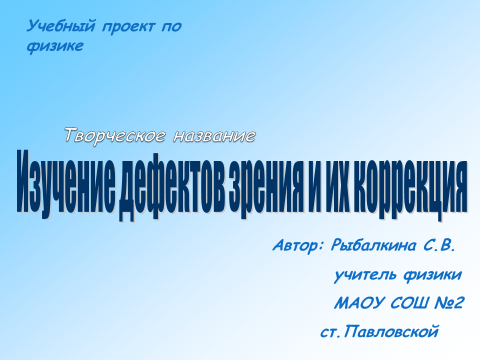 Учебный проект по
физике
Творческое название
Изучение дефектов зрения и их коррекция
Автор: Рыбалкина С.В.
учитель физики
МАОУ СОШ №2
ст.Павловской